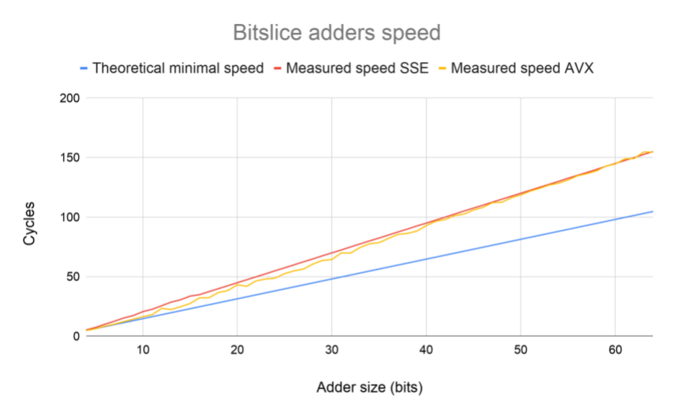 Bitslice adders speed
Theoretical minimal speed Measured speed SSE Measured speed AVX
200
150
100
50
0
Cycles
10 20 30 40 50 60
Adder size (bits)